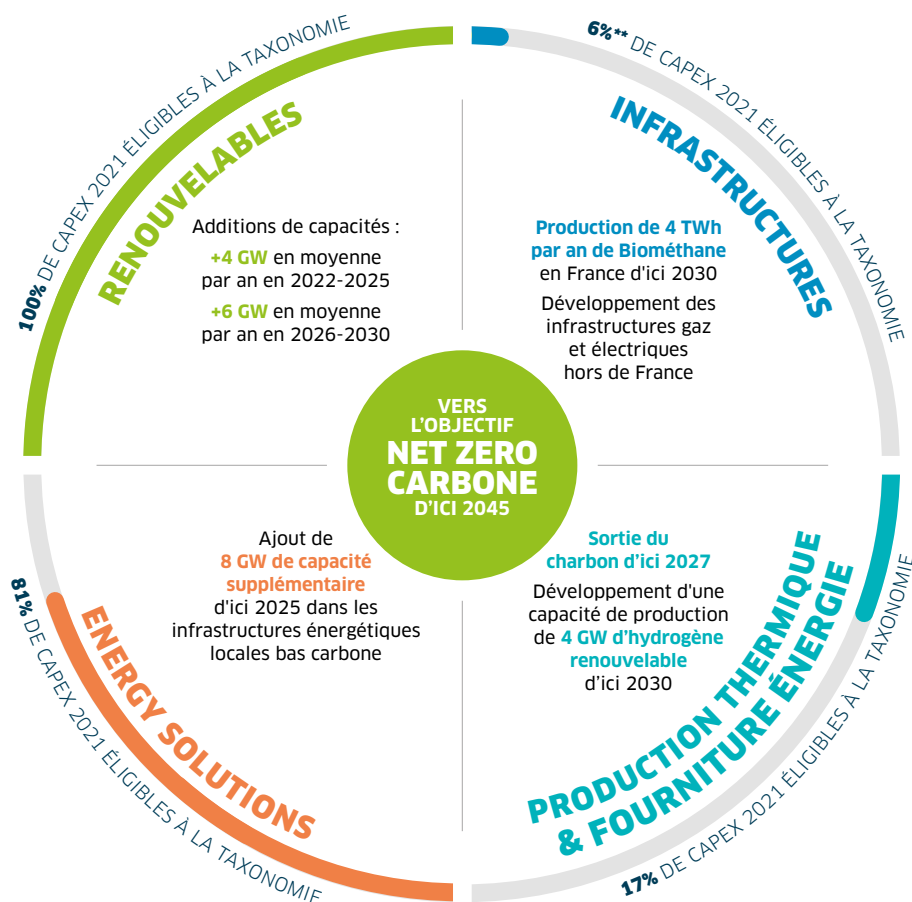 100% DE CAPEX 2021 ÉLIGIBLES À LA TAXONOMIE
RENOUVELABLES
Additions de capacités :
+4 GW en moyenne
par an en 2022-2025
+6 GW en moyenne
par an en 2026-2030
6%** DE CAPEX 2021 ÉLIGIBLES À LA TAXONOMIE
INFRASTRUCTURES
Production de 4 TWh
par an de Biométhane
en France d'ici 2030
Développement des
infrastructures gaz
et électriques
hors de France
VERS
L'OBJECTIF
NET ZERO
CARBONE
D'ICI 2045
81% DE CAPEX 2021 ÉLIGIBLES À LA TAXONOMIE
ENERGY SOLUTIONS
Ajout de
8 GW de capacité
supplémentaire
d'ici 2025 dans les
infrastructures énergétiques
locales bas carbone
Sortie du
charbon d'ici 2027
Développement d'une
capacité de production
de 4 GW d'hydrogène
renouvelable
d'ici 2030
PRODUCTION THERMIQUE
& FOURNITURE ÉNERGIE
17% DE CAPEX 2021 ÉLIGIBLES À LA TAXONOMIE